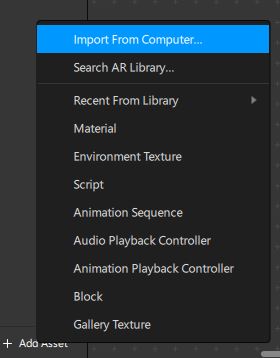 Import From Computer...
Search AR Library...
Recent From Library
Material
Environment Texture
Script
Animation Sequence
Audio Playback Controller
Animation Playback Controller
Block
Gallery Texture
+ Add Asset